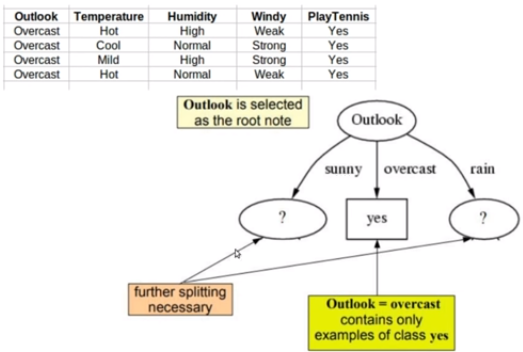 Outlook Temperature Humidity Windy PlayTennis
Overcast Hot High Weak Yes
Overcast Cool Normal Strong Yes
Overcast Mild High Strong Yes
Overcast Hot Normal Weak Yes
Outlook is selected
as the root note
Outlook
sunny overcast rain
? yes ?
further splitting
necessary
Outlook = overcast
contains only
examples of class yes